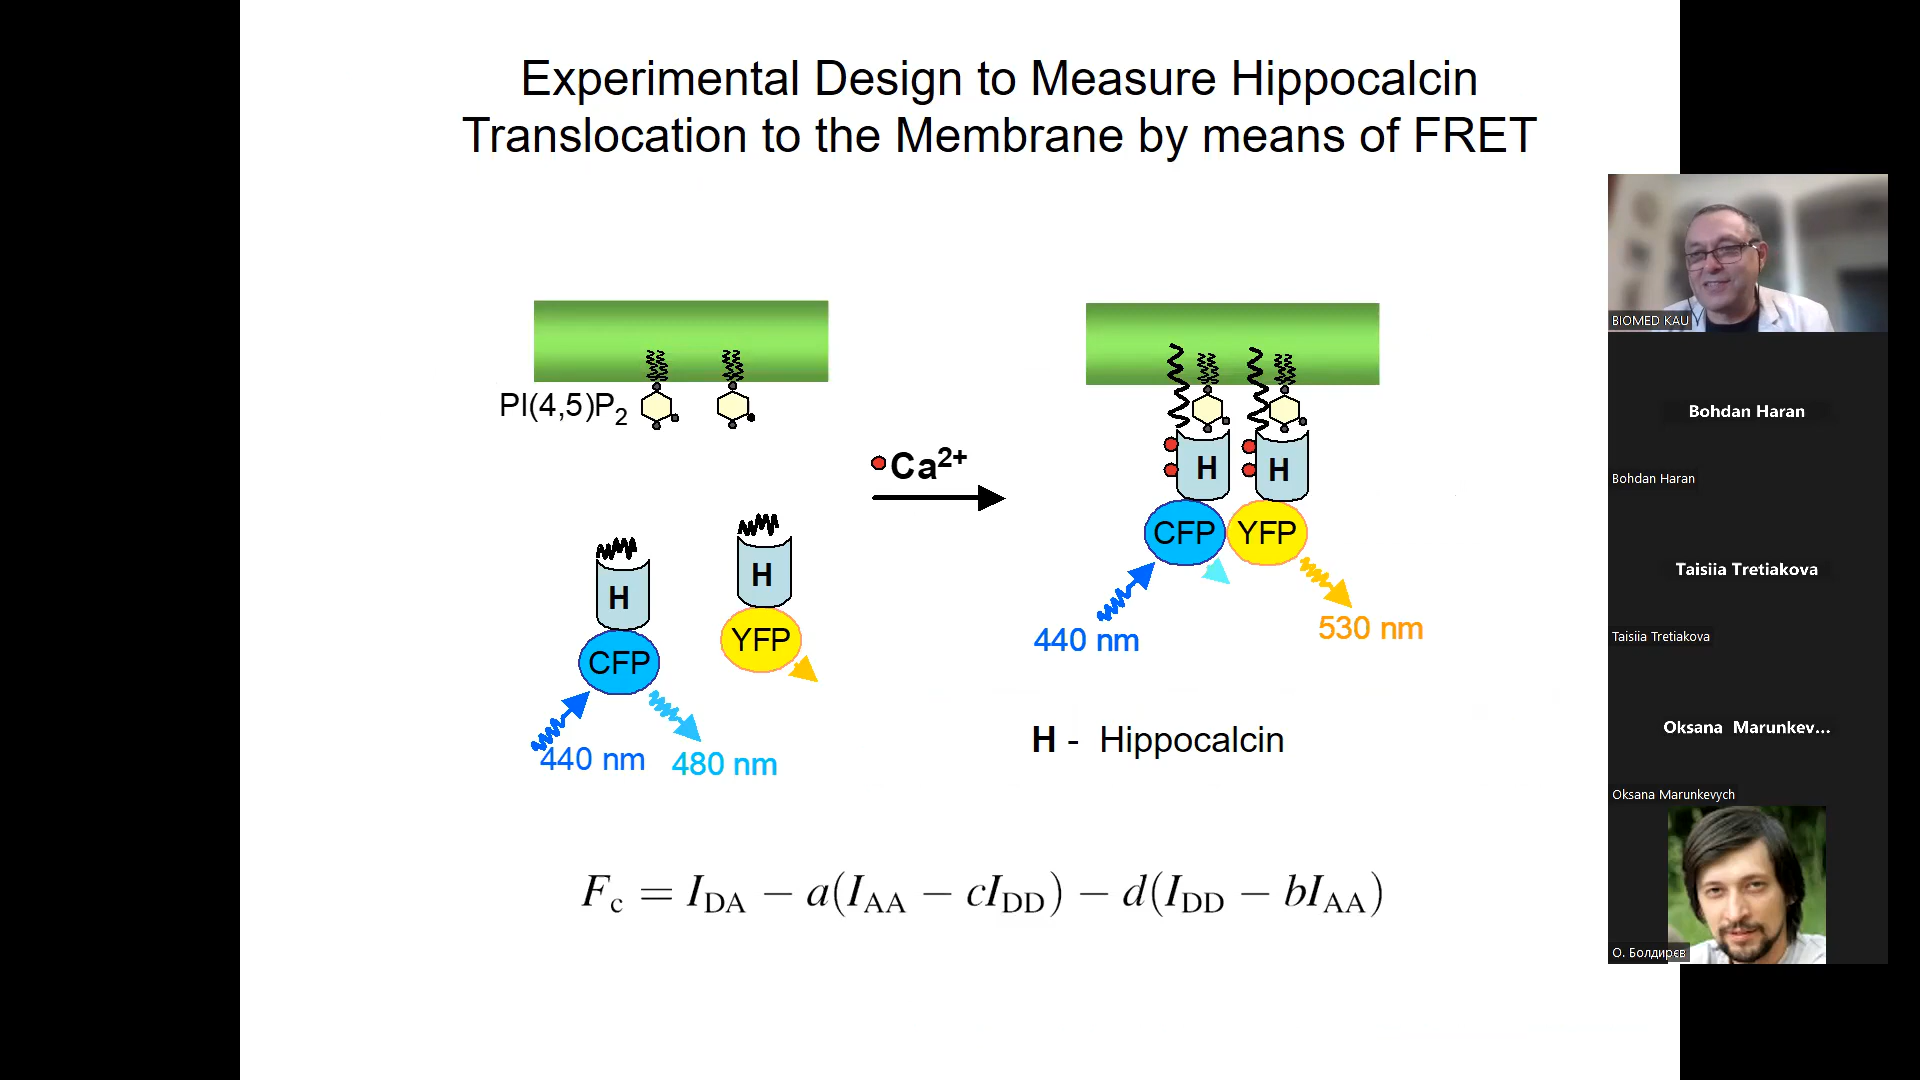 Experimental Design to Measure Hippocalcin
Translocation to the Membrane by means of FRET
PI(4,5)P2
Ca2+
H
CFP
H
YFP
440 nm
480 nm
H
H
CFP
YFP
440 nm
530 nm
H - Hippocalcin
Fc = IDA − a(IAA − cIDD) − d(IDD − bIAA)
BIOMED KAU
Bohdan Haran
Bohdan Haran
Taisiia Tretiakova
Taisiia Tretiakova
Oksana Marunkev...
Oksana Marunkevych
О. Болдирєв